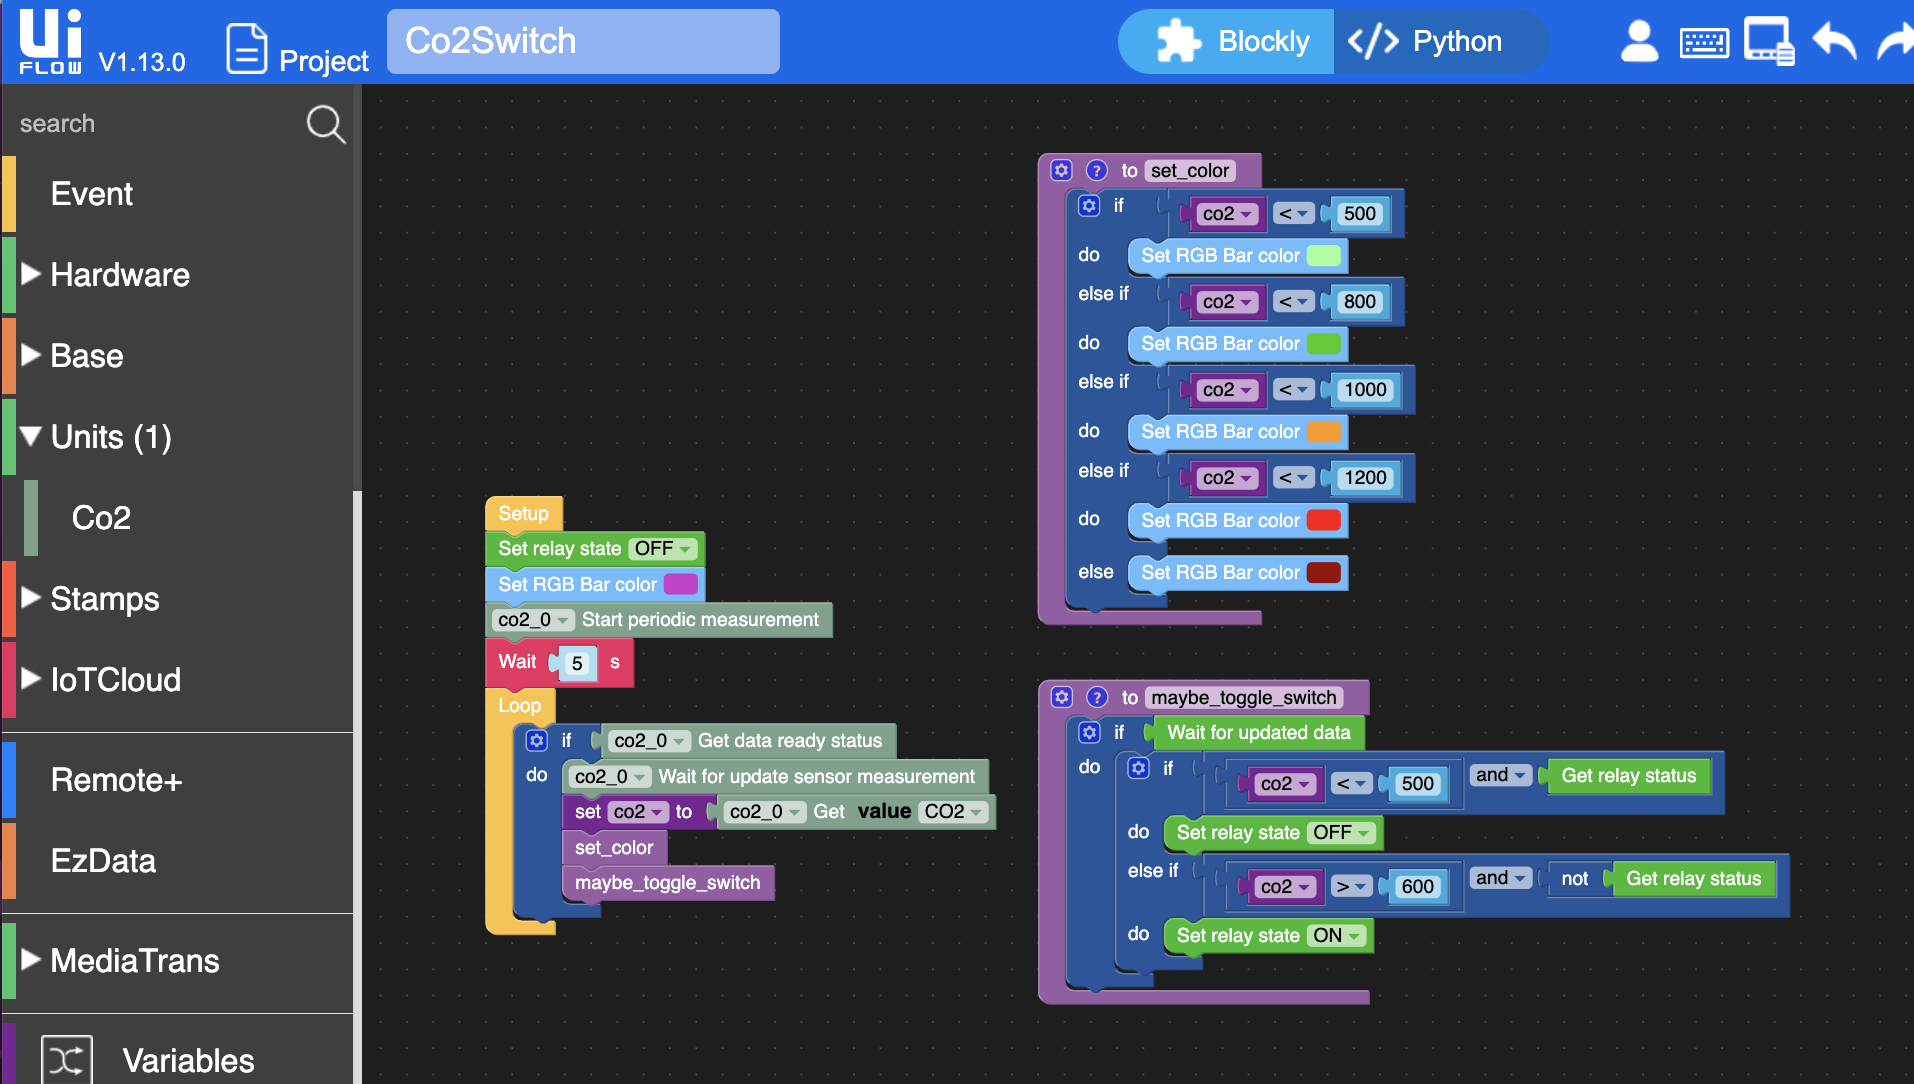 Ui
FLOW
V1.13.0
Project
Co2Switch
Blockly
</> Python
search
Event
Hardware
Base
Units (1)
Co2
Stamps
IoTCloud
Remote+
EzData
MediaTrans
Variables
Setup
Set relay state OFF
Set RGB Bar color
co2_0 Start periodic measurement
Wait 5 s
Loop
if co2_0 Get data ready status
do co2_0 Wait for update sensor measurement
set co2 to co2_0 Get value CO2
set_color
maybe_toggle_switch
? to set_color
if co2 < 500
do Set RGB Bar color
else if co2 < 800
do Set RGB Bar color
else if co2 < 1000
do Set RGB Bar color
else if co2 < 1200
do Set RGB Bar color
else Set RGB Bar color
? to maybe_toggle_switch
if Wait for updated data
do if co2 < 500 and Get relay status
do Set relay state OFF
else if co2 > 600 and not Get relay status
do Set relay state ON